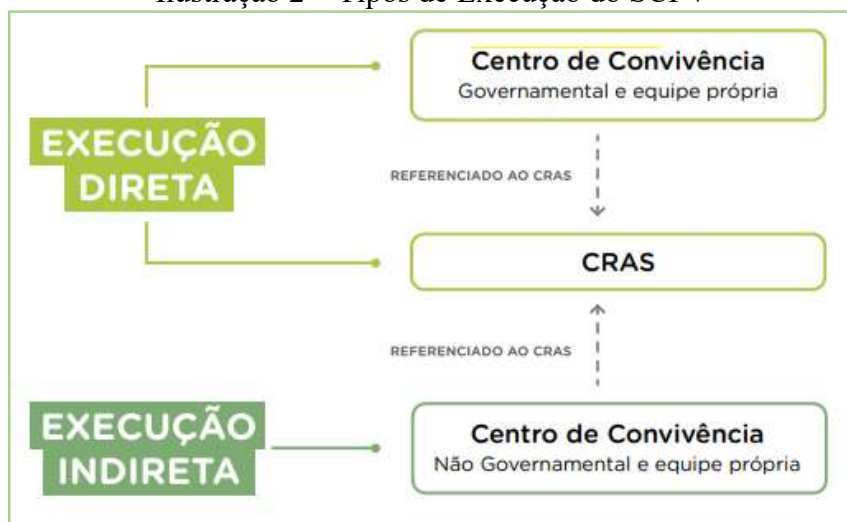 Centro de Convivência
Governamental e equipe própria
EXECUÇÃO
DIRETA
REFERENCIADO AO CRAS
CRAS
REFERENCIADO AO CRAS
EXECUÇÃO
INDIRETA
Centro de Convivência
Não Governamental e equipe própria